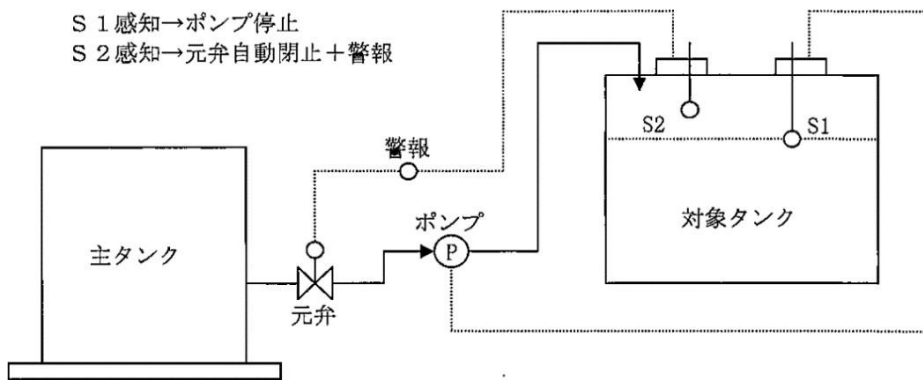 S1感知→ポンプ停止
S2感知→元弁自動閉止+警報
S2
S1
警報
ポンプ
対象タンク
主タンク
P
元弁